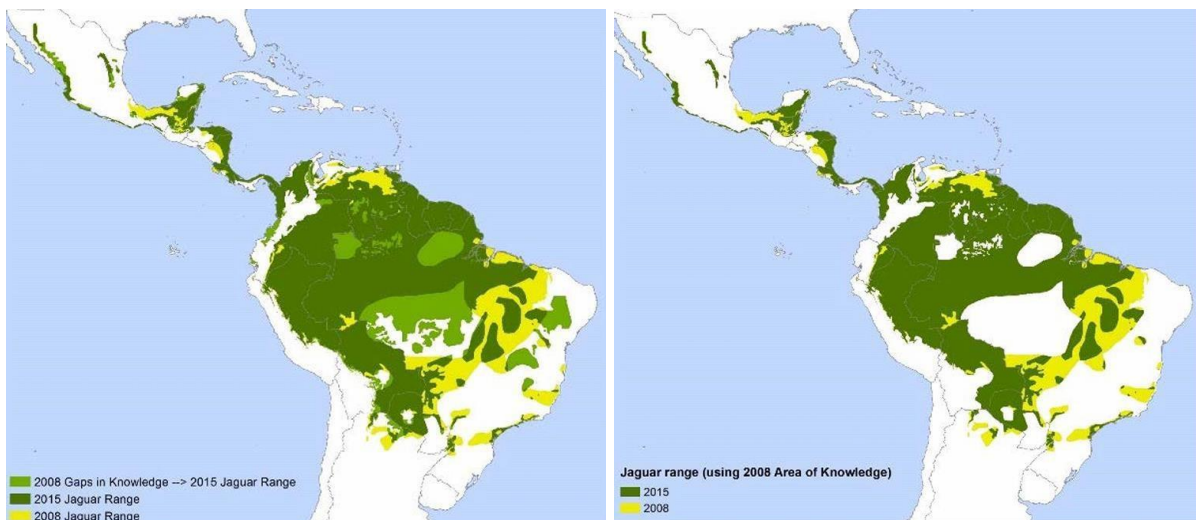 2008 Gaps in Knowledge --> 2015 Jaguar Range
2015 Jaguar Range
2008 Jaguar Range
Jaguar range (using 2008 Area of Knowledge)
2015
2008